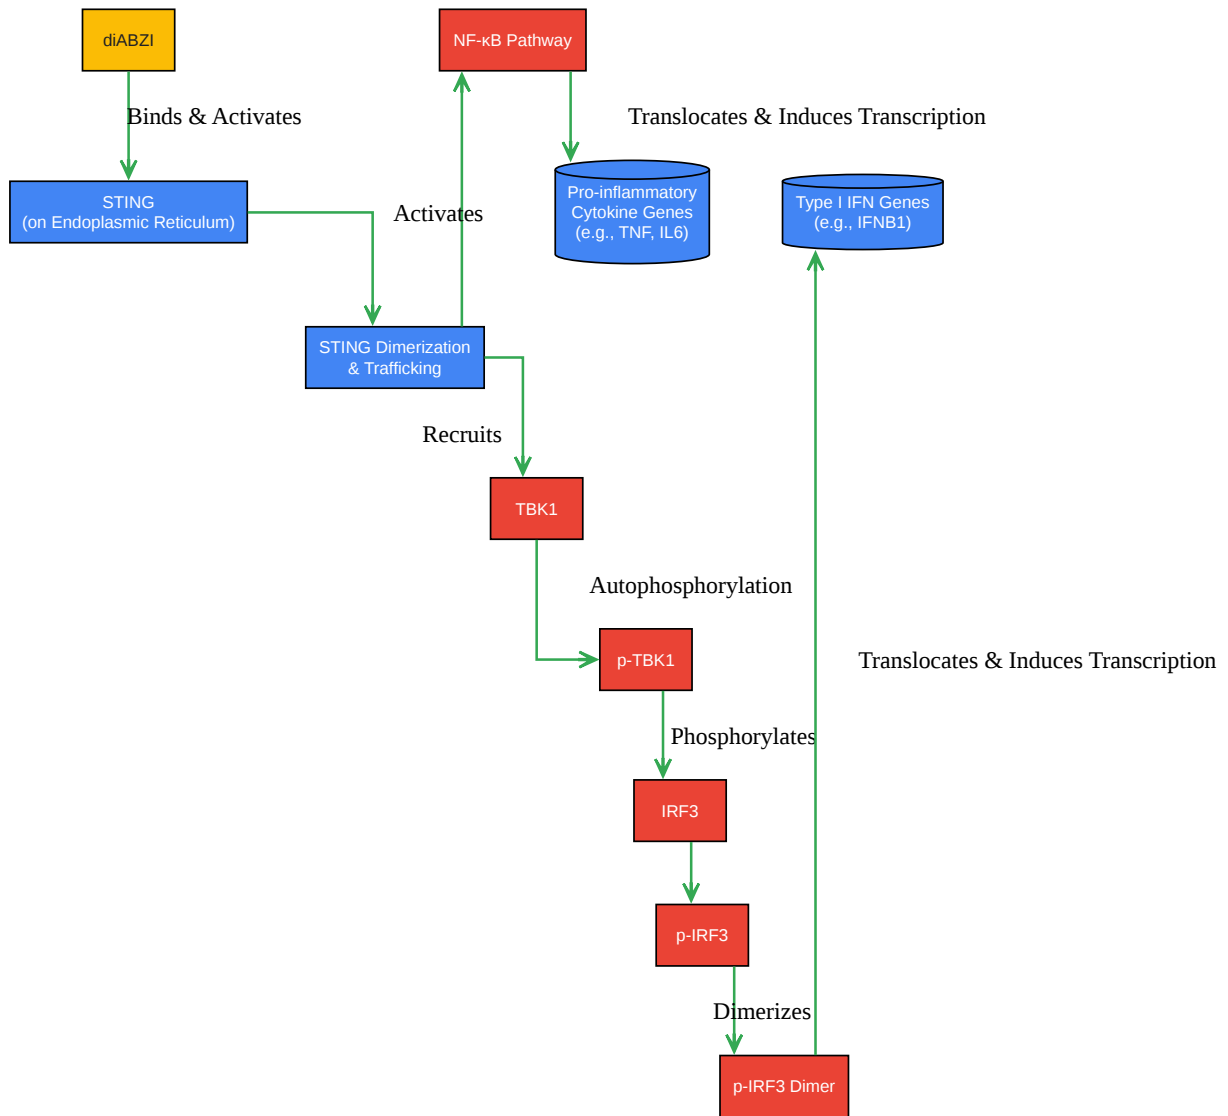 diABZI
NF-κB Pathway
Binds & Activates
Translocates & Induces Transcription
STING
(on Endoplasmic Reticulum)
Activates
Pro-inflammatory
Cytokine Genes
(e.g., TNF, IL6)
Type I IFN Genes
(e.g., IFNB1)
STING Dimerization
& Trafficking
Recruits
TBK1
Autophosphorylation
p-TBK1
Translocates & Induces Transcription
Phosphorylates
IRF3
p-IRF3
Dimerizes
p-IRF3 Dimer